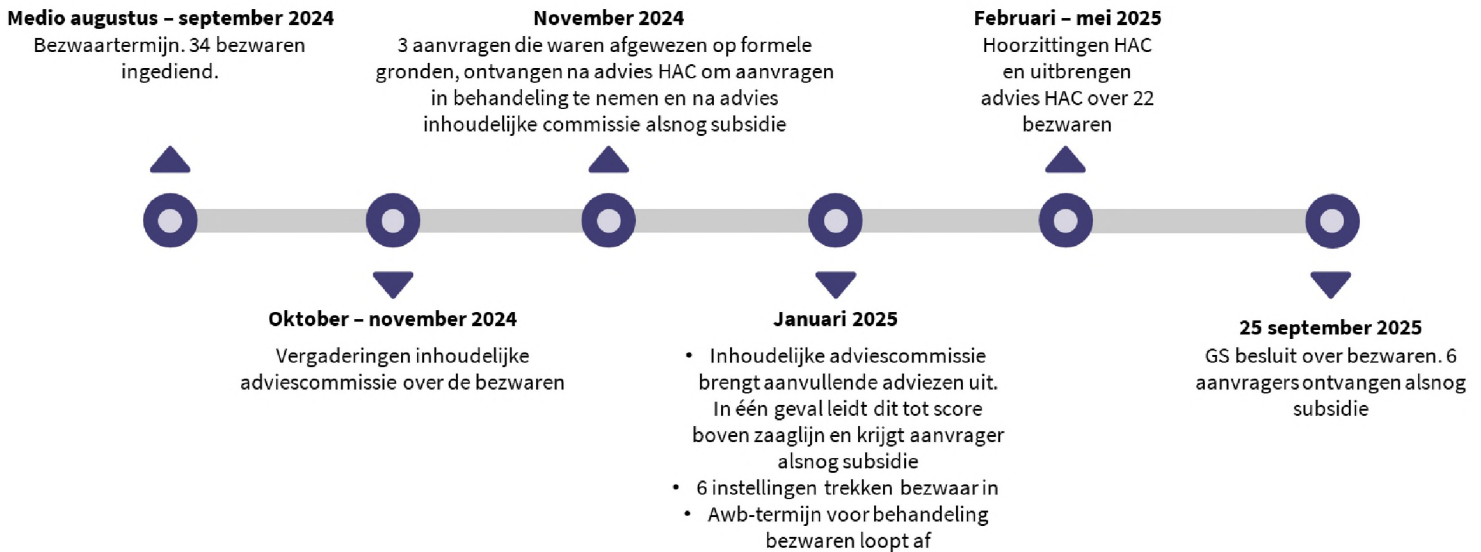 Medio augustus – september 2024
Bezwaartermijn. 34 bezwaren
ingediend.
November 2024
3 aanvragen die waren afgewezen op formele
gronden, ontvangen na advies HAC om aanvragen
in behandeling te nemen en na advies
inhoudelijke commissie alsnog subsidie
Februari – mei 2025
Hoorzittingen HAC
en uitbrengen
advies HAC over 22
bezwaren
Oktober – november 2024
Vergaderingen inhoudelijke
adviescommissie over de bezwaren
Januari 2025
• Inhoudelijke adviescommissie
brengt aanvullende adviezen uit.
In één geval leidt dit tot score
boven zaaglijn en krijgt aanvrager
alsnog subsidie
• 6 instellingen trekken bezwaar in
• Awb-termijn voor behandeling
bezwaren loopt af
25 september 2025
GS besluit over bezwaren. 6
aanvragers ontvangen alsnog
subsidie